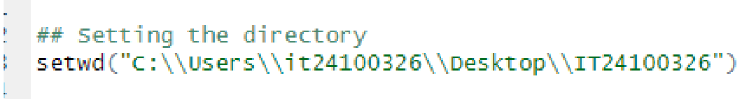 ## Setting the directory
setwd("C:\\Users\\it24100326\\Desktop\\IT24100326")